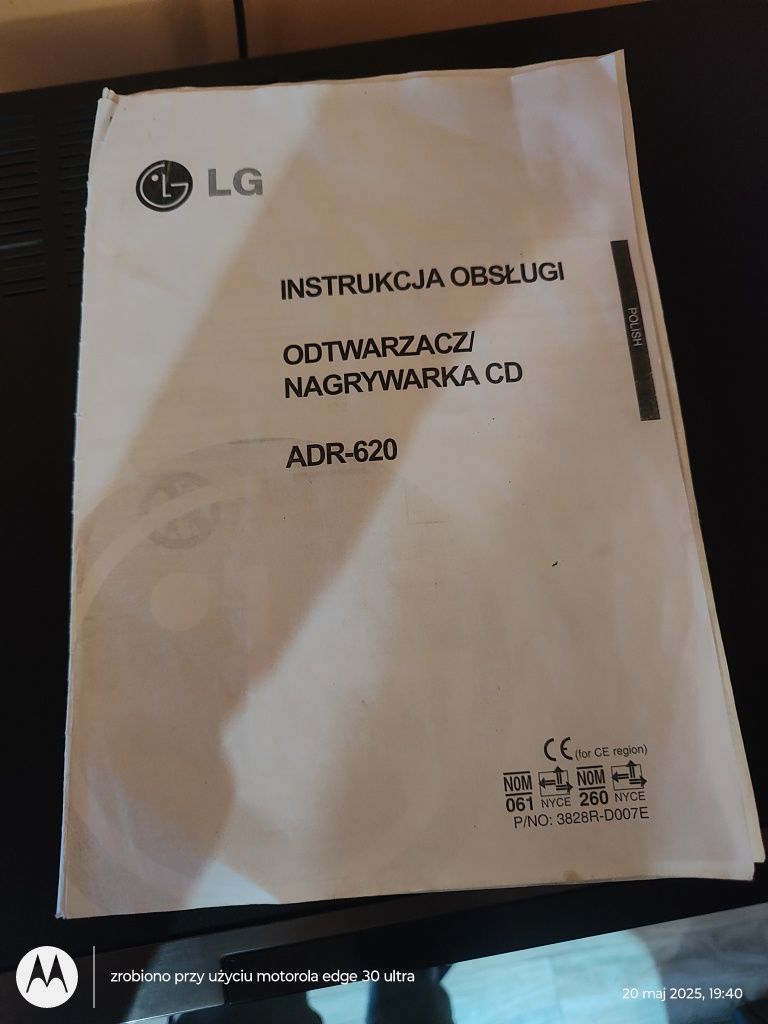 LG
INSTRUKCJA OBSŁUGI
ODTWARZACZ/
NAGRYWARKA CD
ADR-620
POLISH
CE (for CE region)
NOM NOM
061 NYCE 260 NYCE
P/NO: 3828R-D007E
zrobiono przy użyciu motorola edge 30 ultra
20 maj 2025, 19:40